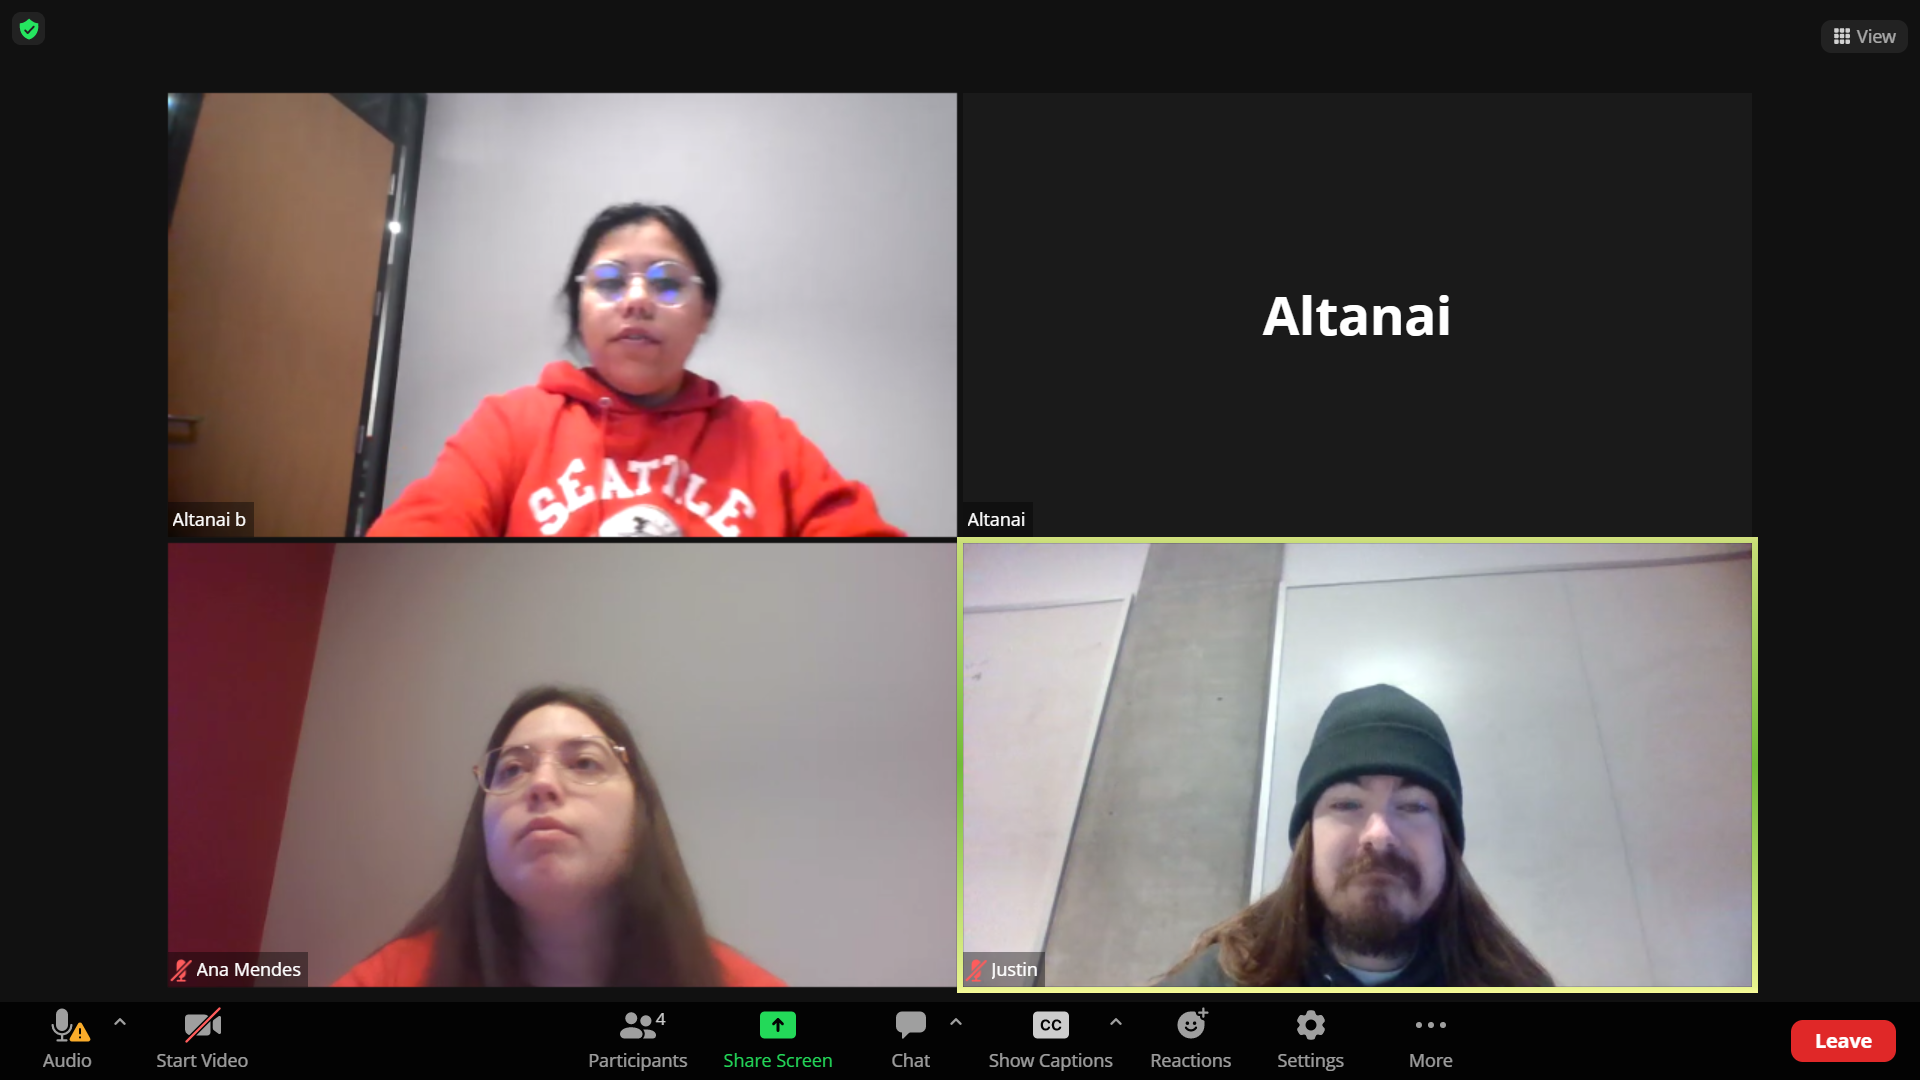 View
Altanai
SEATTLE
Altanai b
Altanai
Ana Mendes
Justin
4
CC
Audio
Start Video
Participants
Share Screen
Chat
Show Captions
Reactions
Settings
More
Leave